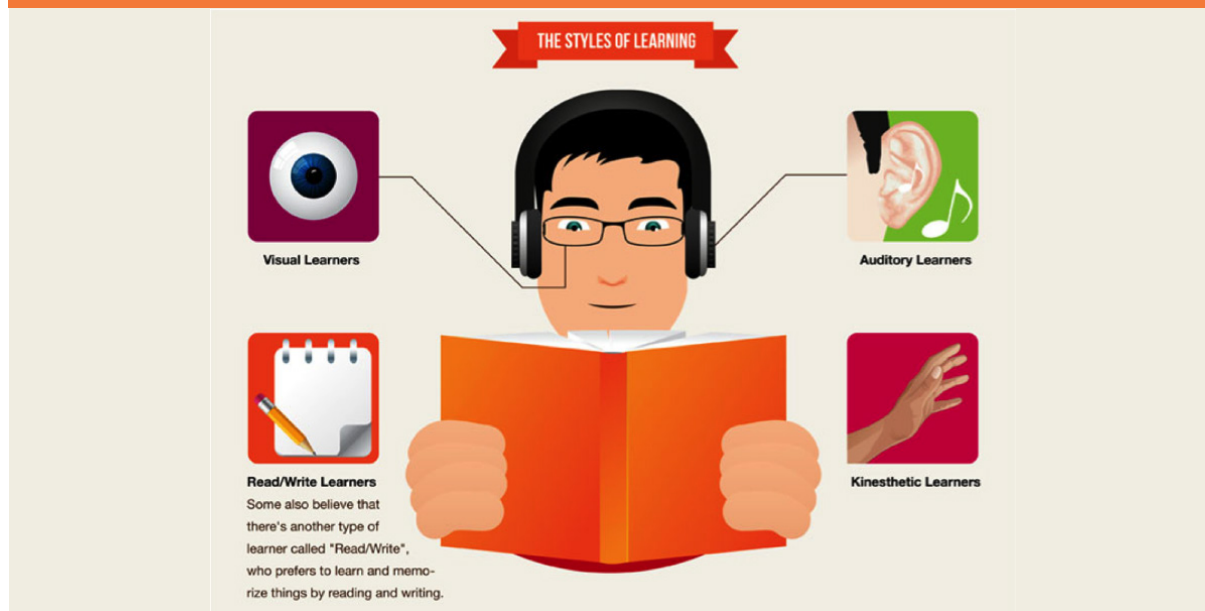 THE STYLES OF LEARNING
Visual Learners
Auditory Learners
Read/Write Learners
Some also believe that
there's another type of
learner called "Read/Write",
who prefers to learn and memo-
rize things by reading and writing.
Kinesthetic Learners